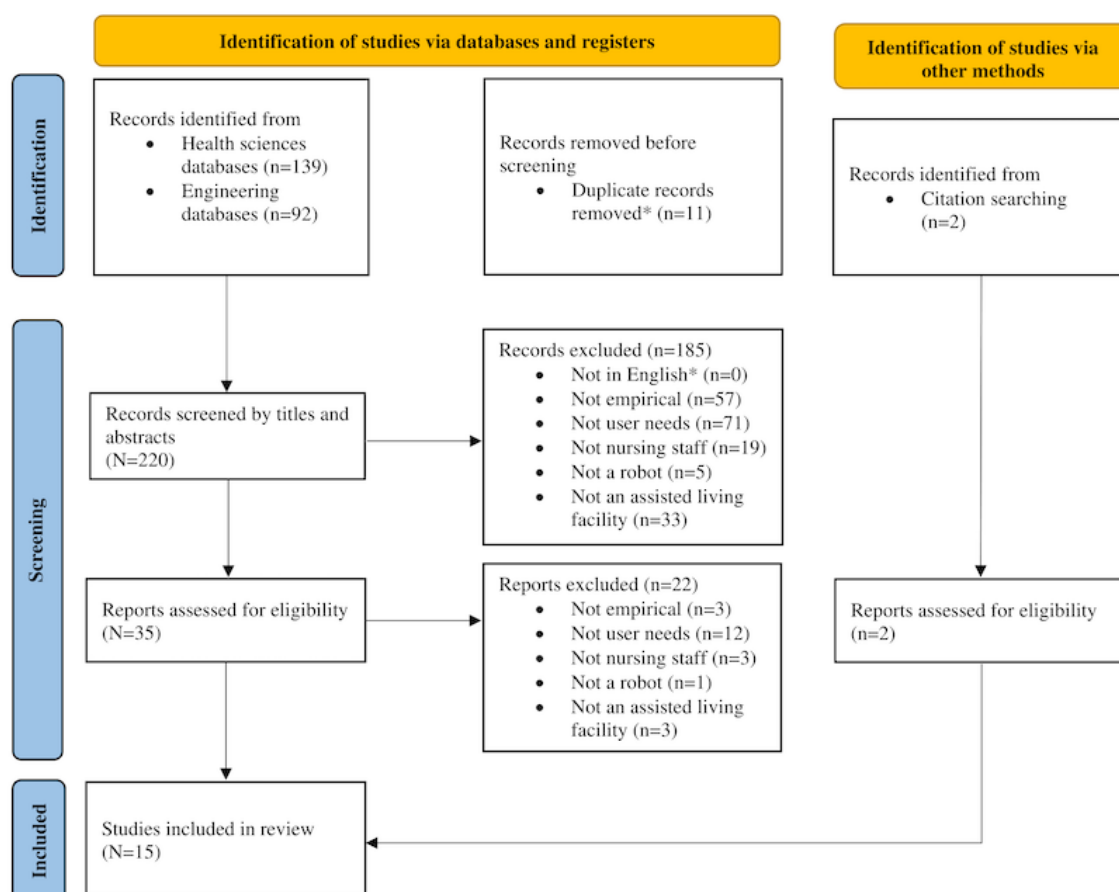 Identification of studies via databases and registers
Identification of studies via
other methods
Identification
Records identified from
• Health sciences
databases (n=139)
• Engineering
databases (n=92)
Records removed before
screening
• Duplicate records
removed* (n=11)
Records identified from
• Citation searching
(n=2)
Screening
Records screened by titles and
abstracts
(N=220)
Records excluded (n=185)
• Not in English* (n=0)
• Not empirical (n=57)
• Not user needs (n=71)
• Not nursing staff (n=19)
• Not a robot (n=5)
• Not an assisted living
facility (n=33)
Reports assessed for eligibility
(N=35)
Reports excluded (n=22)
• Not empirical (n=3)
• Not user needs (n=12)
• Not nursing staff (n=3)
• Not a robot (n=1)
• Not an assisted living
facility (n=3)
Reports assessed for eligibility
(n=2)
Included
Studies included in review
(N=15)